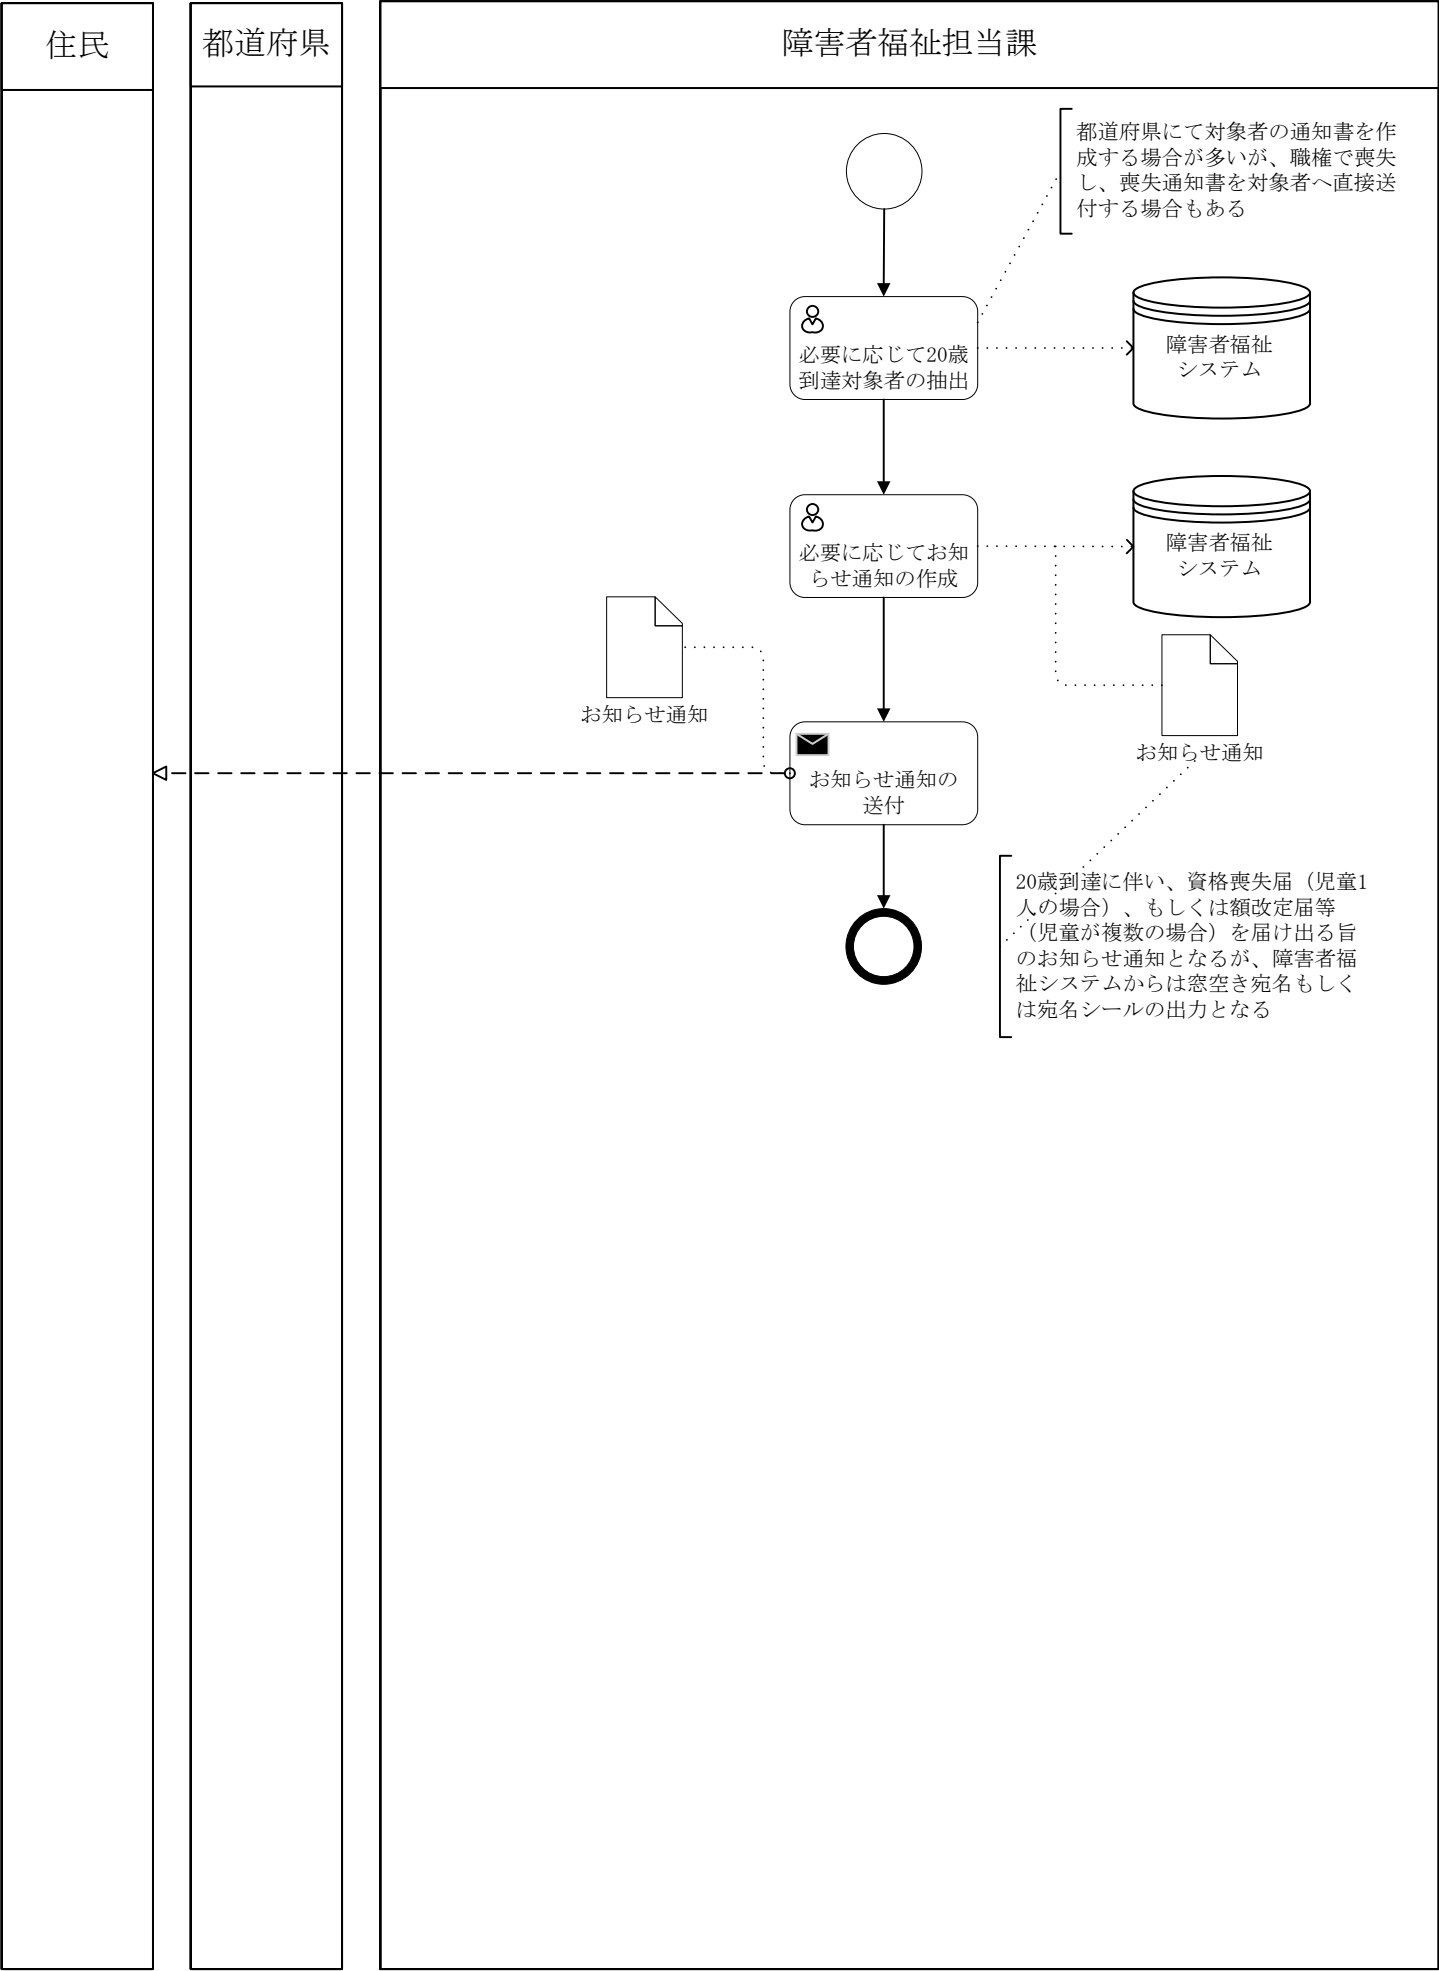 住民
都道府県
障害者福祉担当課
都道府県にて対象者の通知書を作
成する場合が多いが、職権で喪失
し、喪失通知書を対象者へ直接送
付する場合もある
必要に応じて20歳
到達対象者の抽出
障害者福祉
システム
必要に応じてお知
らせ通知の作成
障害者福祉
システム
お知らせ通知
お知らせ通知
お知らせ通知の
送付
20歳到達に伴い、資格喪失届（児童1
人の場合）、もしくは額改定届等
（児童が複数の場合）を届け出る旨
のお知らせ通知となるが、障害者福
祉システムからは窓空き宛名もしく
は宛名シールの出力となる